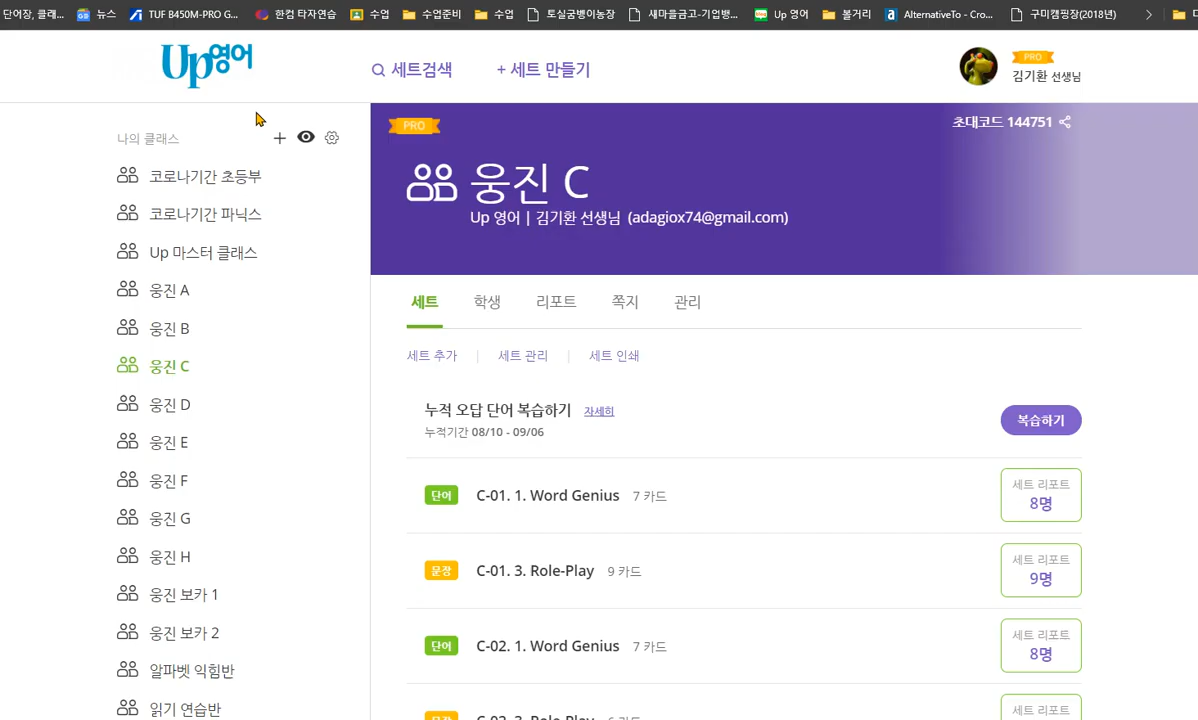 단어장, 클래... 뉴스 TUF B450M-PRO G... 한컴 타자연습 수업 수업준비 수업 토실굼벵이농장 새마을금고-기업뱅... Up 영어 볼거리 AlternativeTo - Cro... 구미캠핑장(2018년)
Up영어
세트검색
+ 세트 만들기
PRO
김기환 선생님
나의 클래스
코로나기간 초등부
코로나기간 파닉스
Up 마스터 클래스
웅진 A
웅진 B
웅진 C
웅진 D
웅진 E
웅진 F
웅진 G
웅진 H
웅진 보카 1
웅진 보카 2
알파벳 익힘반
읽기 연습반
PRO
초대코드 144751
웅진 C
Up 영어 | 김기환 선생님 (adagiox74@gmail.com)
세트 학생 리포트 쪽지 관리
세트 추가 | 세트 관리 | 세트 인쇄
누적 오답 단어 복습하기 자세히
누적기간 08/10 - 09/06
복습하기
단어 C-01. 1. Word Genius 7 카드
세트 리포트
8명
문장 C-01. 3. Role-Play 9 카드
세트 리포트
9명
단어 C-02. 1. Word Genius 7 카드
세트 리포트
8명
C-02. 3. Role-Play 6 카드
세트 리포트